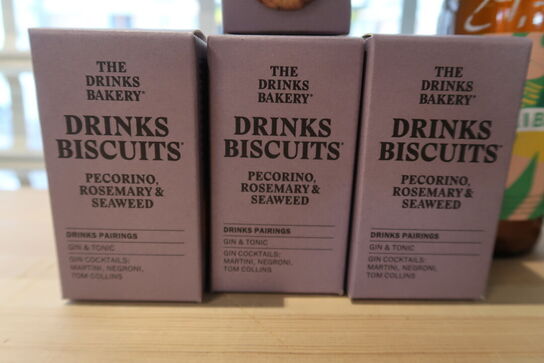 THE
DRINKS
BAKERY®
DRINKS
BISCUITS®
PECORINO,
ROSEMARY &
SEAWEED
DRINKS PAIRINGS
GIN & TONIC
GIN COCKTAILS:
MARTINI, NEGRONI,
TOM COLLINS
THE
DRINKS
BAKERY®
DRINKS
BISCUITS®
PECORINO,
ROSEMARY &
SEAWEED
DRINKS PAIRINGS
GIN & TONIC
GIN COCKTAILS:
MARTINI, NEGRONI,
TOM COLLINS
THE
DRINKS
BAKERY®
DRINKS
BISCUITS®
PECORINO,
ROSEMARY &
SEAWEED
DRINKS PAIRINGS
GIN & TONIC
GIN COCKTAILS:
MARTINI, NEGRONI,
TOM COLLINS